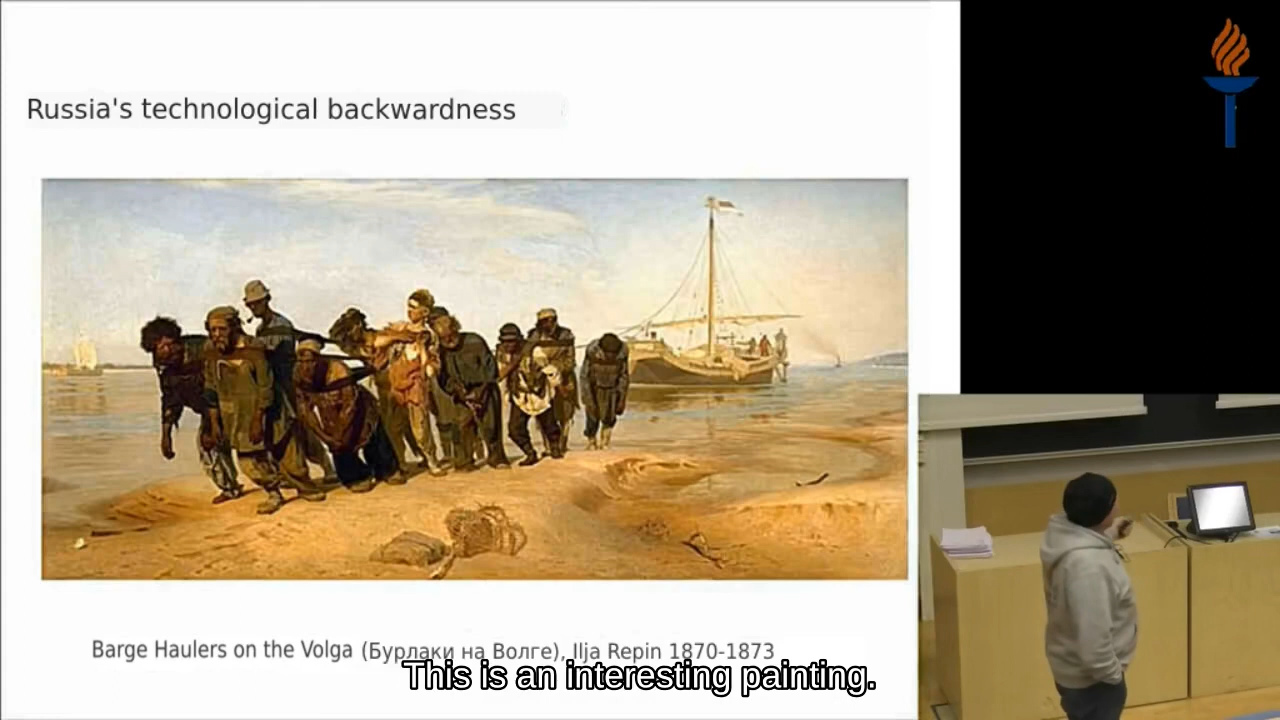 Russia's technological backwardness
Barge Haulers on the Volga (Бурлаки на Волге), Ilja Repin 1870-1873
This is an interesting painting.